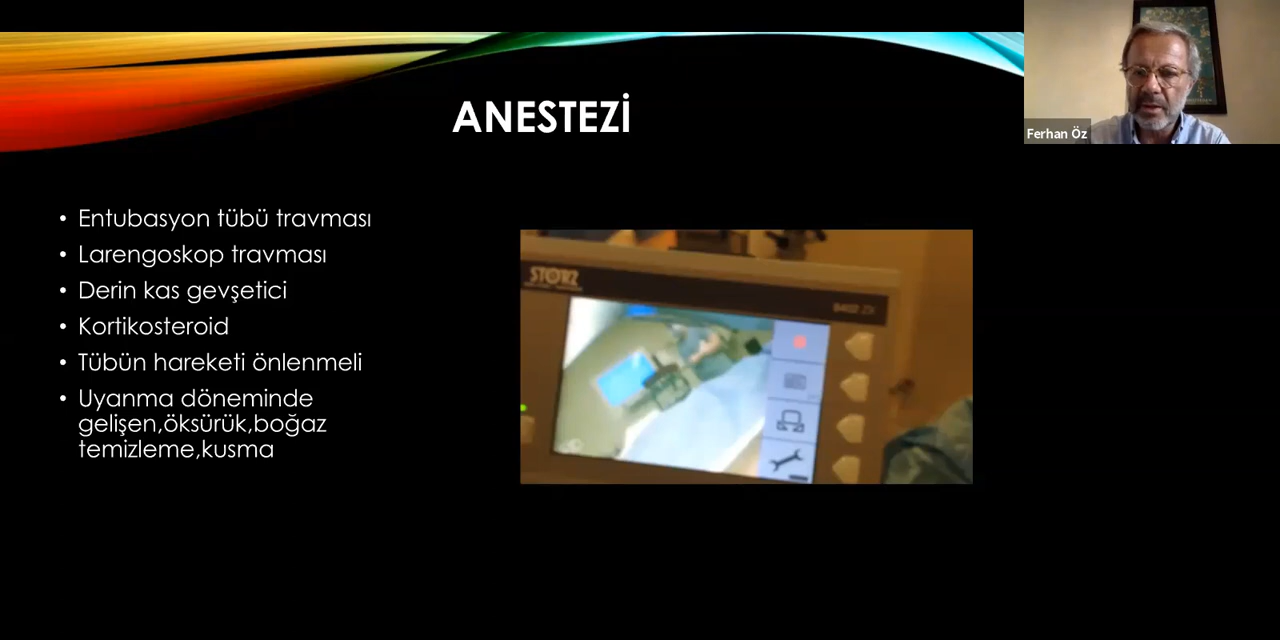 Ferhan Öz
ANESTEZİ
• Entubasyon tübü travması
• Larengoskop travması
• Derin kas gevşetici
• Kortikosteroid
• Tübün hareketi önlenmeli
• Uyanma döneminde
gelişen,öksürük,boğaz
temizleme,kusma
STORZ